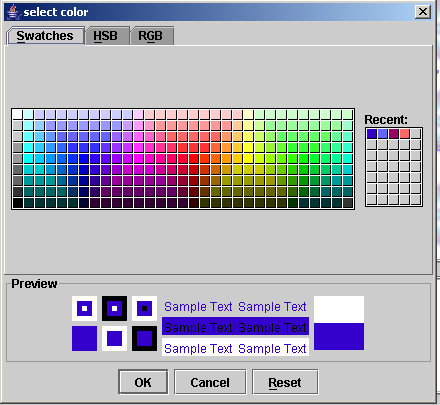 select color
Swatches HSB RGB
Recent:
Preview
Sample Text Sample Text
Sample Text Sample Text
Sample Text Sample Text
OK Cancel Reset